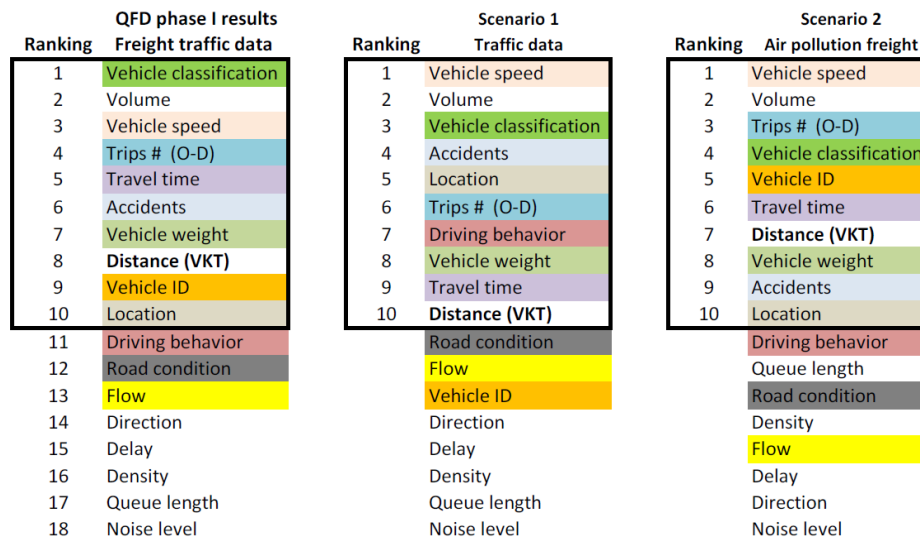 QFD phase I results Scenario 1 Scenario 2
Ranking Freight traffic data Ranking Traffic data Ranking Air pollution freight
1 Vehicle classification 1 Vehicle speed 1 Vehicle speed
2 Volume 2 Volume 2 Volume
3 Vehicle speed 3 Vehicle classification 3 Trips # (O-D)
4 Trips # (O-D) 4 Accidents 4 Vehicle classification
5 Travel time 5 Location 5 Vehicle ID
6 Accidents 6 Trips # (O-D) 6 Travel time
7 Vehicle weight 7 Driving behavior 7 Distance (VKT)
8 Distance (VKT) 8 Vehicle weight 8 Vehicle weight
9 Vehicle ID 9 Travel time 9 Accidents
10 Location 10 Distance (VKT) 10 Location
11 Driving behavior Road condition Driving behavior
12 Road condition Flow Queue length
13 Flow Vehicle ID Road condition
14 Direction Direction Density
15 Delay Delay Flow
16 Density Density Delay
17 Queue length Queue length Direction
18 Noise level Noise level Noise level